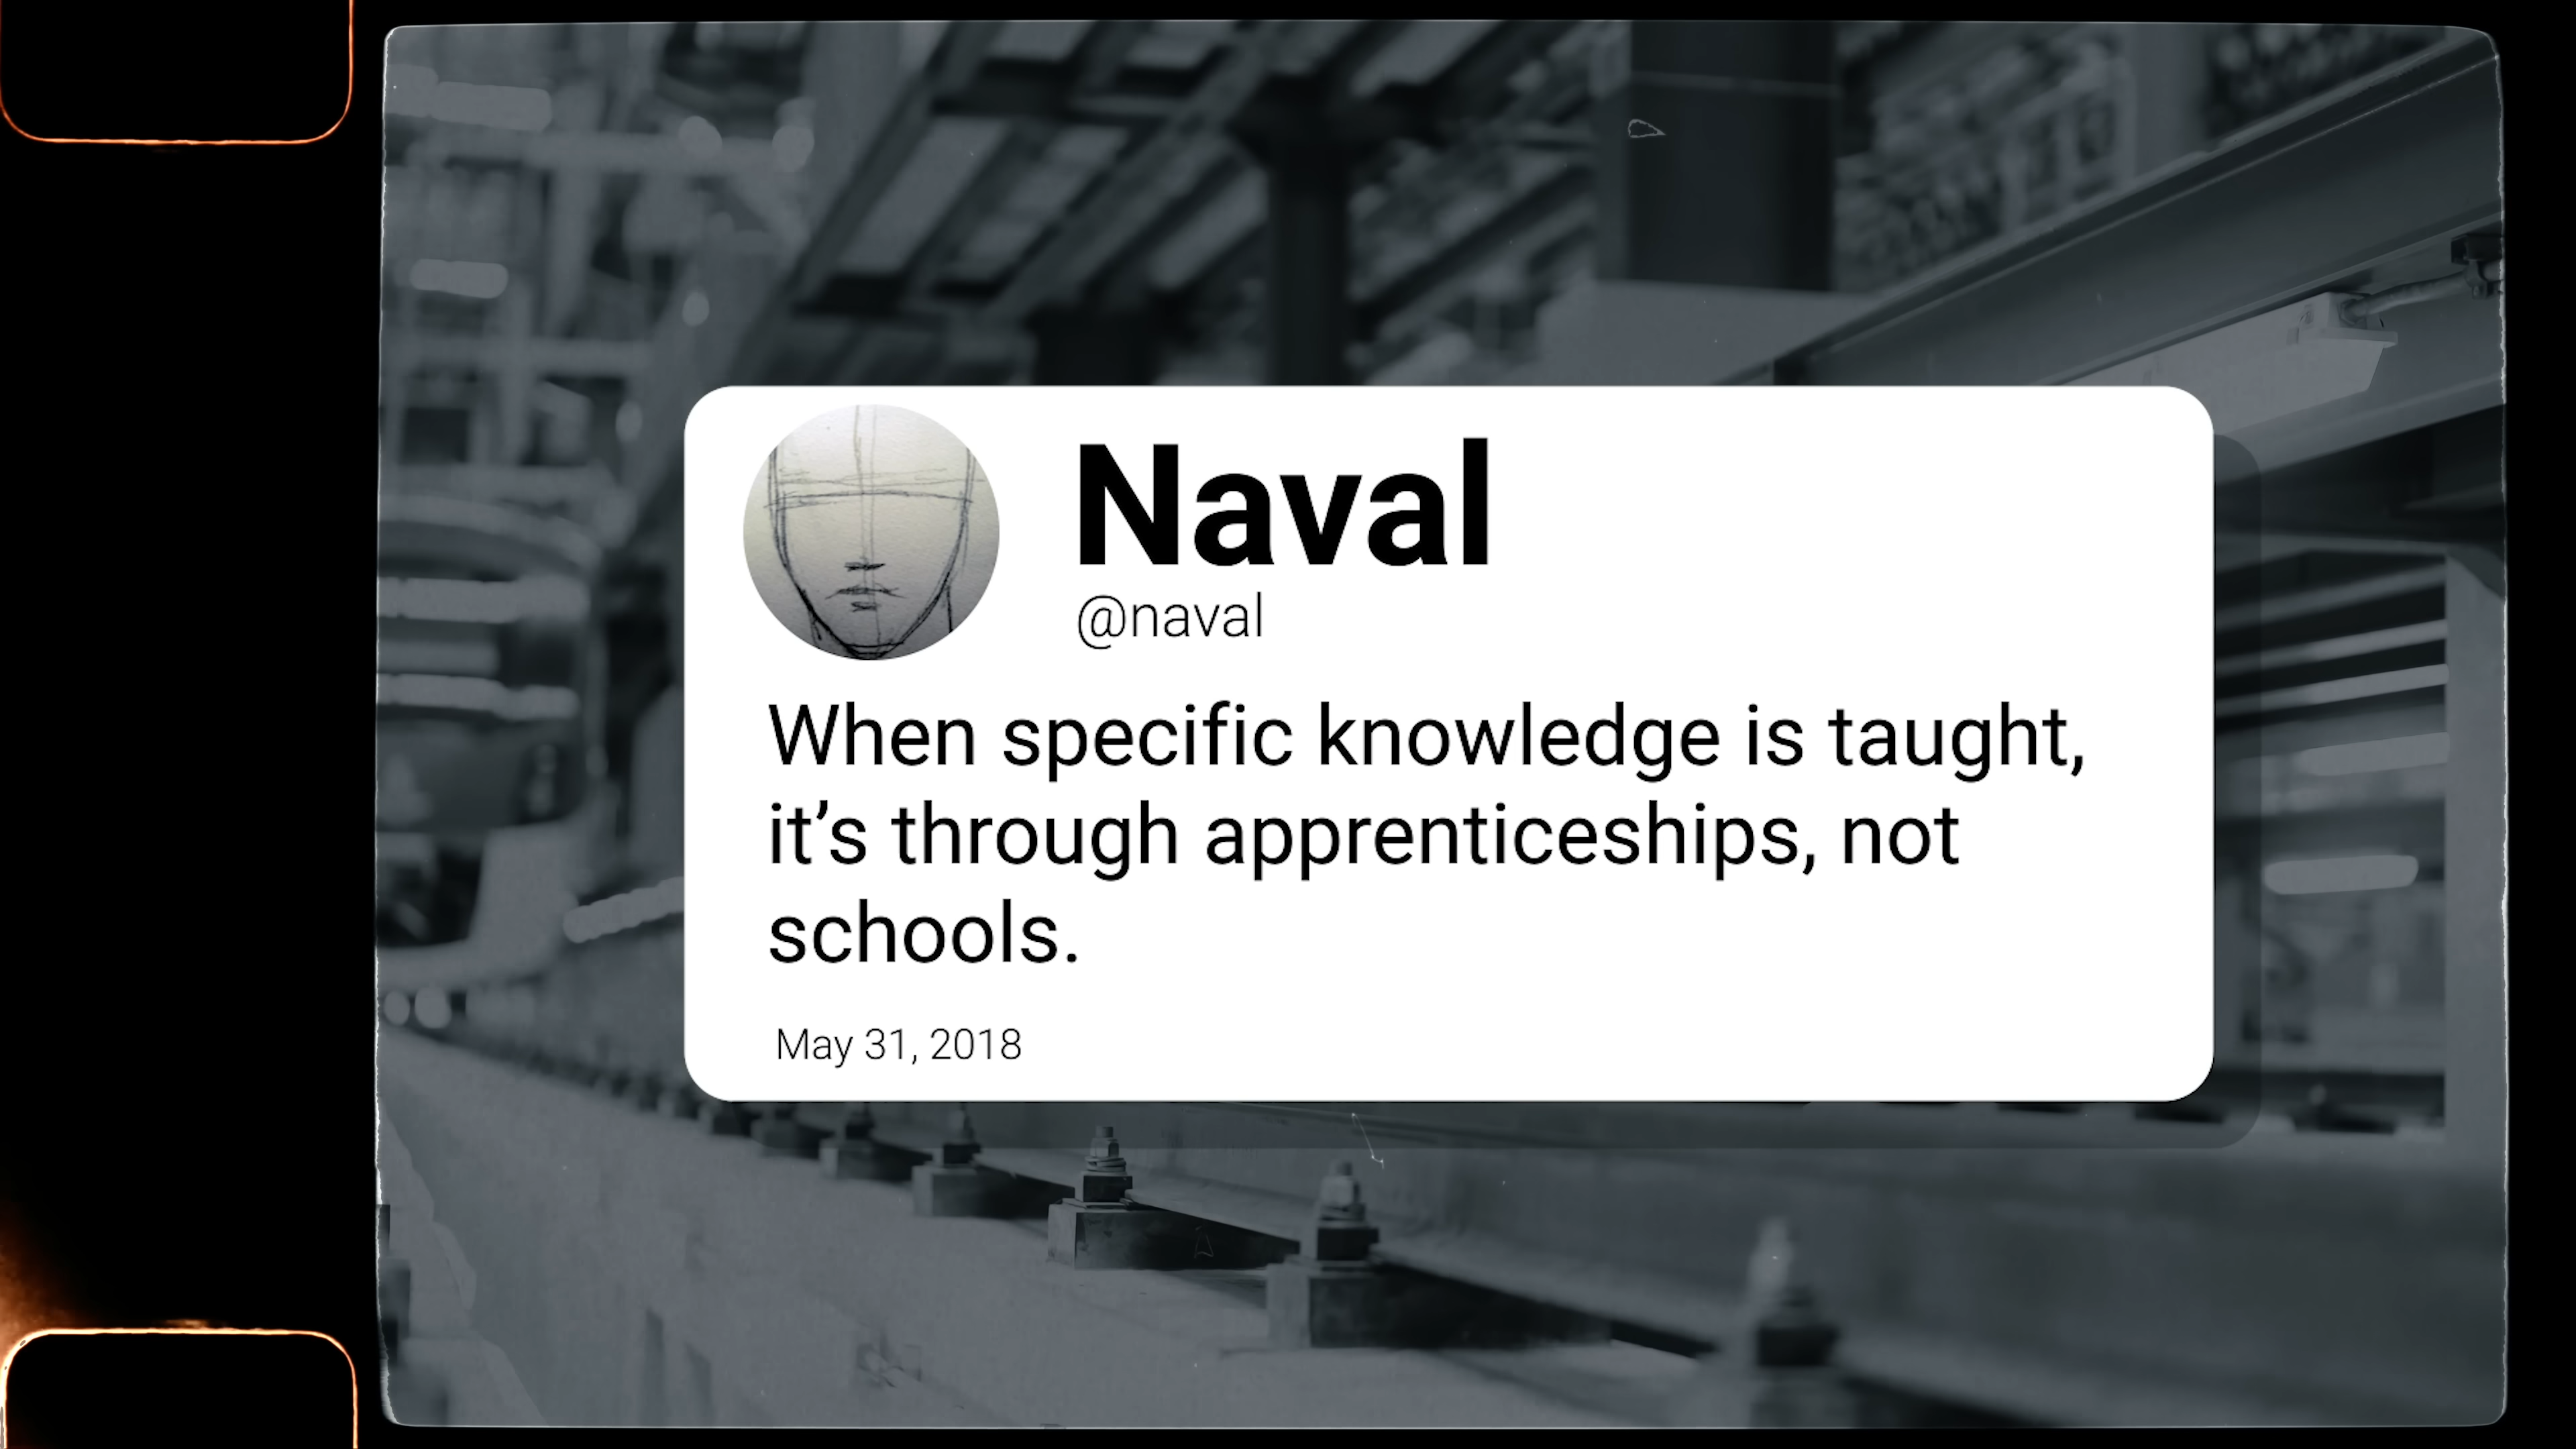 Naval
@naval
When specific knowledge is taught,
it’s through apprenticeships, not
schools.
May 31, 2018